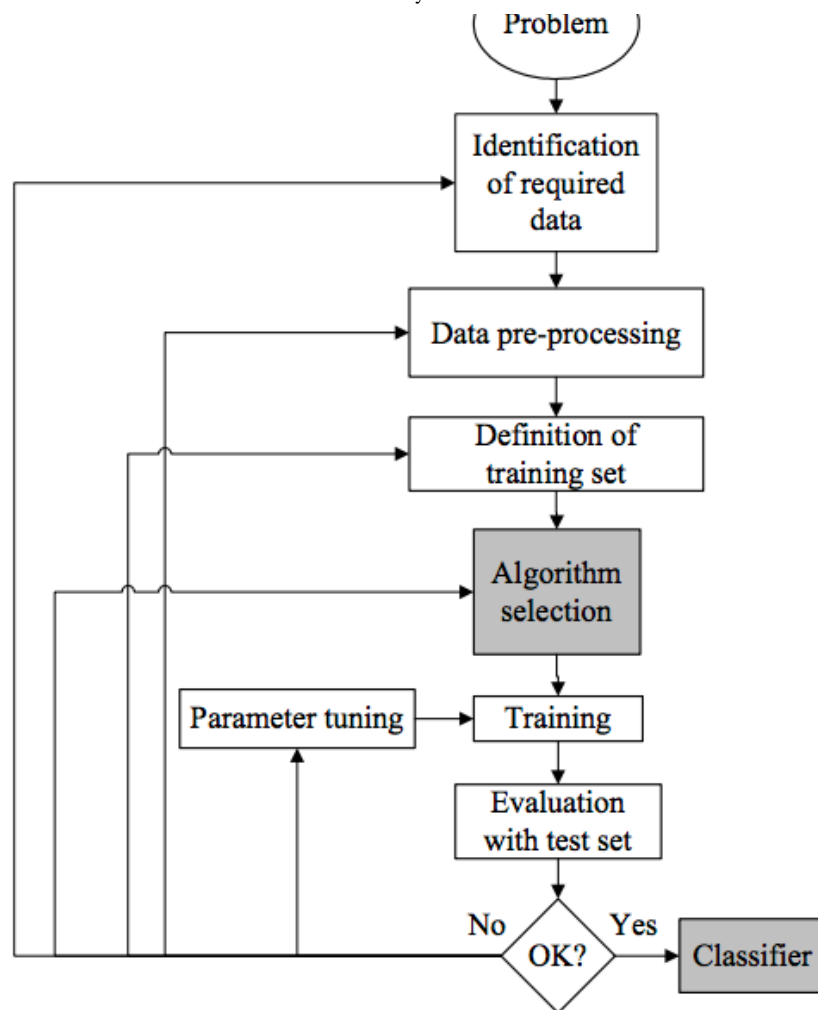 Problem
Identification
of required
data
Data pre-processing
Definition of
training set
Algorithm
selection
Parameter tuning
Training
Evaluation
with test set
No
Yes
OK?
Classifier